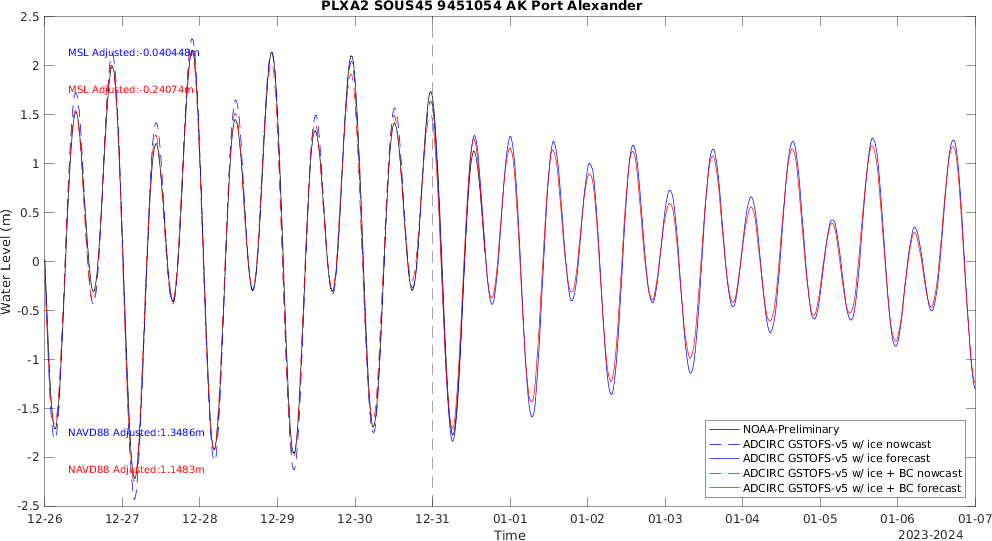 PLXA2 SOUS45 9451054 AK Port Alexander
2.5
2
1.5
1
0.5
0
-0.5
-1
-1.5
-2
-2.5
Water Level (m)
MSL Adjusted:-0.040448m
MSL Adjusted:-0.24074m
NAVD88 Adjusted:1.3486m
NAVD88 Adjusted:1.1483m
NOAA-Preliminary
ADCIRC GSTOFS-v5 w/ ice nowcast
ADCIRC GSTOFS-v5 w/ ice forecast
ADCIRC GSTOFS-v5 w/ ice + BC nowcast
ADCIRC GSTOFS-v5 w/ ice + BC forecast
12-26 12-27 12-28 12-29 12-30 12-31 01-01 01-02 01-03 01-04 01-05 01-06 01-07
Time
2023-2024